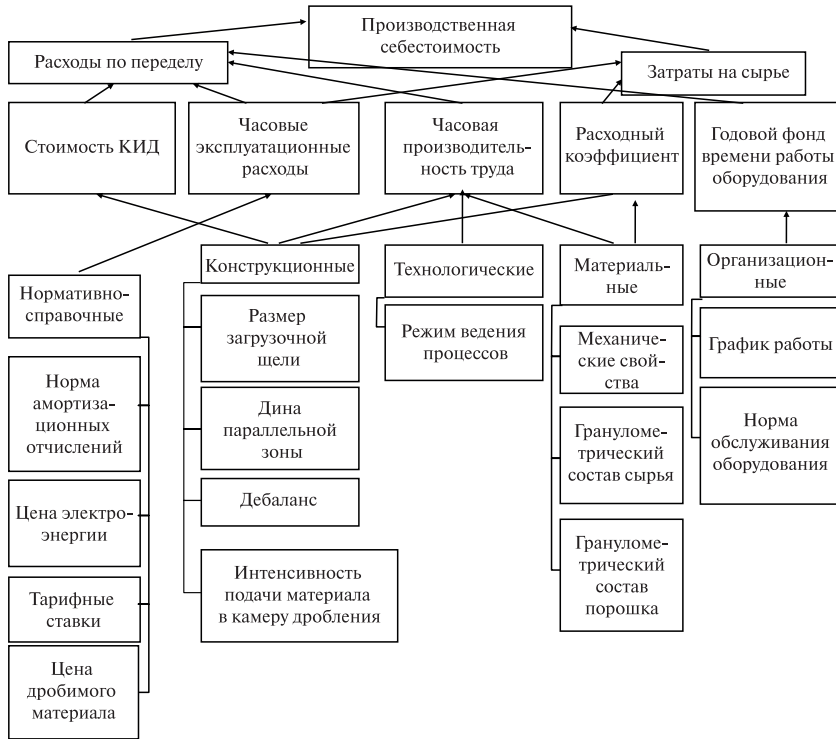 Производственная
себестоимость
Расходы по переделу
Затраты на сырье
Стоимость КИД
Часовые
эксплуатационные
расходы
Часовая
производитель-
ность труда
Расходный
коэффициент
Годовой фонд
времени работы
оборудования
Нормативно-
справочные
Норма
амортиза-
ционных
отчислений
Цена электро-
энергии
Тарифные
ставки
Цена
дробимого
материала
Конструкционные
Размер
загрузочной
щели
Дина
параллельной
зоны
Дебаланс
Интенсивность
подачи материала
в камеру дробления
Технологические
Режим ведения
процессов
Материаль-
ные
Механиче-
ские свой-
ства
Грануломе-
трический
состав сырья
Грануломе-
трический
состав
порошка
Организацион-
ные
График работы
Норма
обслуживания
оборудования